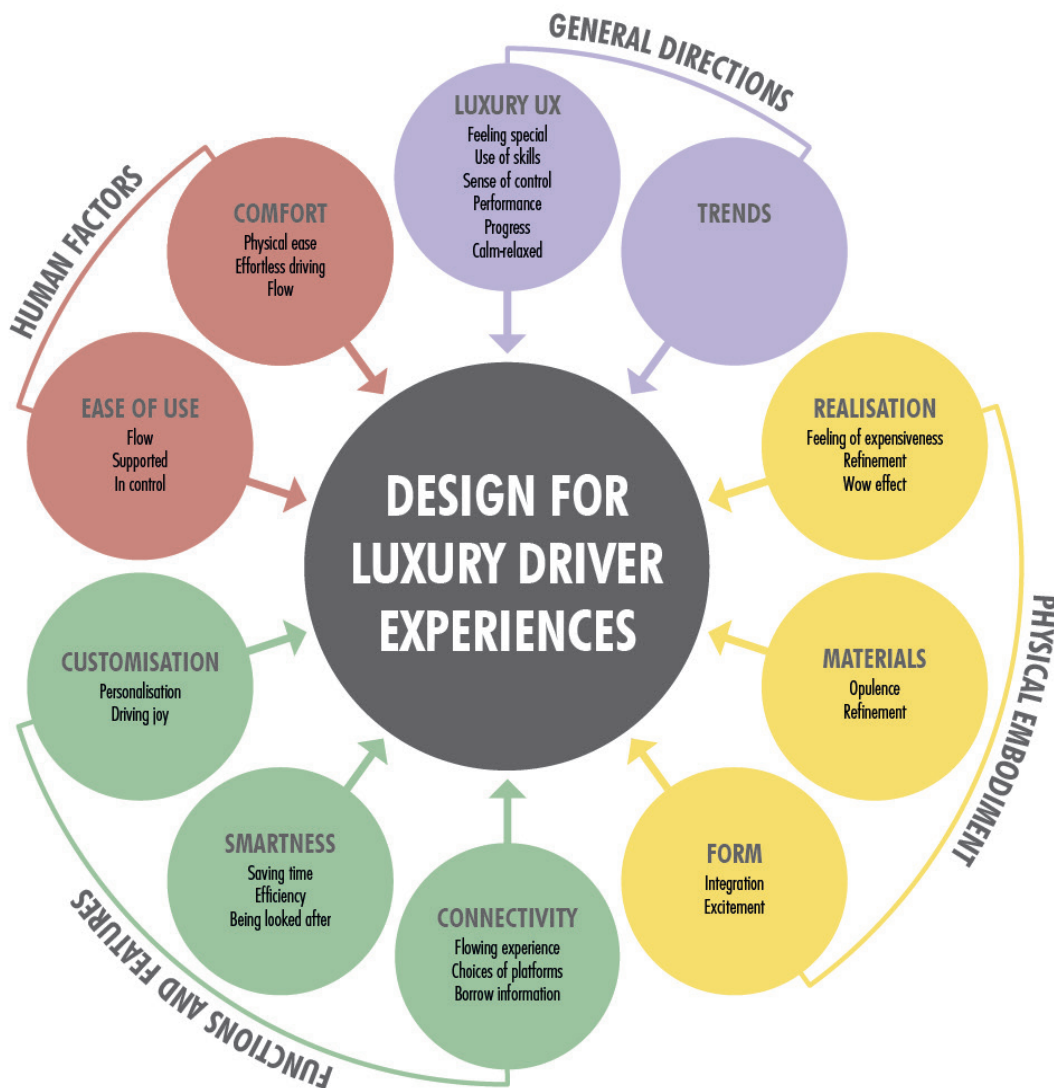 GENERAL DIRECTIONS
LUXURY UX
Feeling special
Use of skills
Sense of control
Performance
Progress
Calm-relaxed
TRENDS
HUMAN FACTORS
COMFORT
Physical ease
Effortless driving
Flow
EASE OF USE
Flow
Supported
In control
REALISATION
Feeling of expensiveness
Refinement
Wow effect
DESIGN FOR
LUXURY DRIVER
EXPERIENCES
PHYSICAL EMBODIMENT
MATERIALS
Opulence
Refinement
FORM
Integration
Excitement
CUSTOMISATION
Personalisation
Driving joy
SMARTNESS
Saving time
Efficiency
Being looked after
CONNECTIVITY
Flowing experience
Choices of platforms
Borrow information
FUNCTIONS AND FEATURES